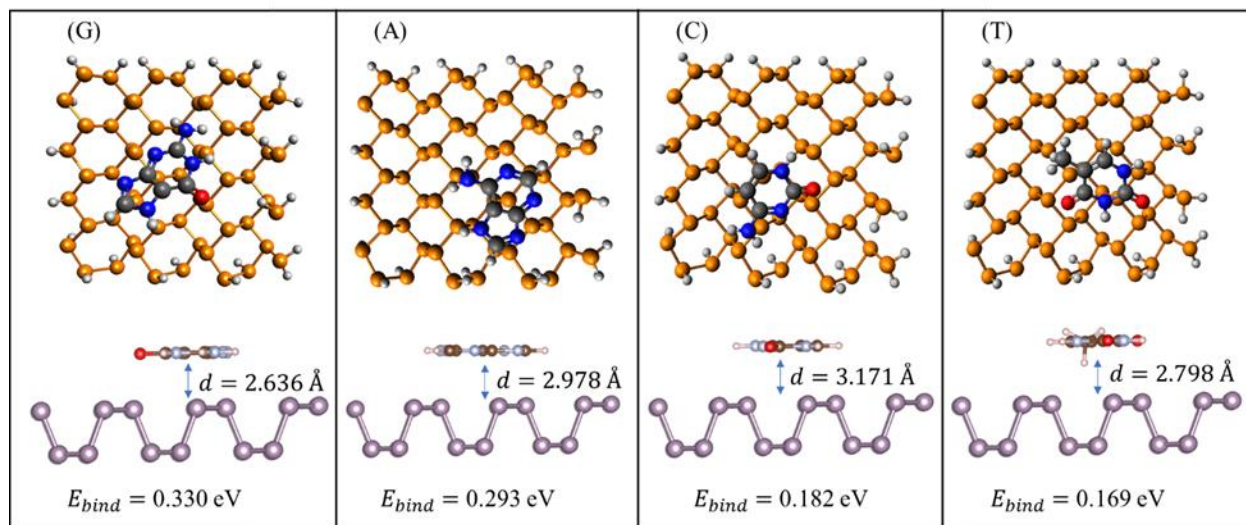 (G)
(A)
(C)
(T)
d = 2.636 Å
d = 2.978 Å
d = 3.171 Å
d = 2.798 Å
E_bind = 0.330 eV
E_bind = 0.293 eV
E_bind = 0.182 eV
E_bind = 0.169 eV